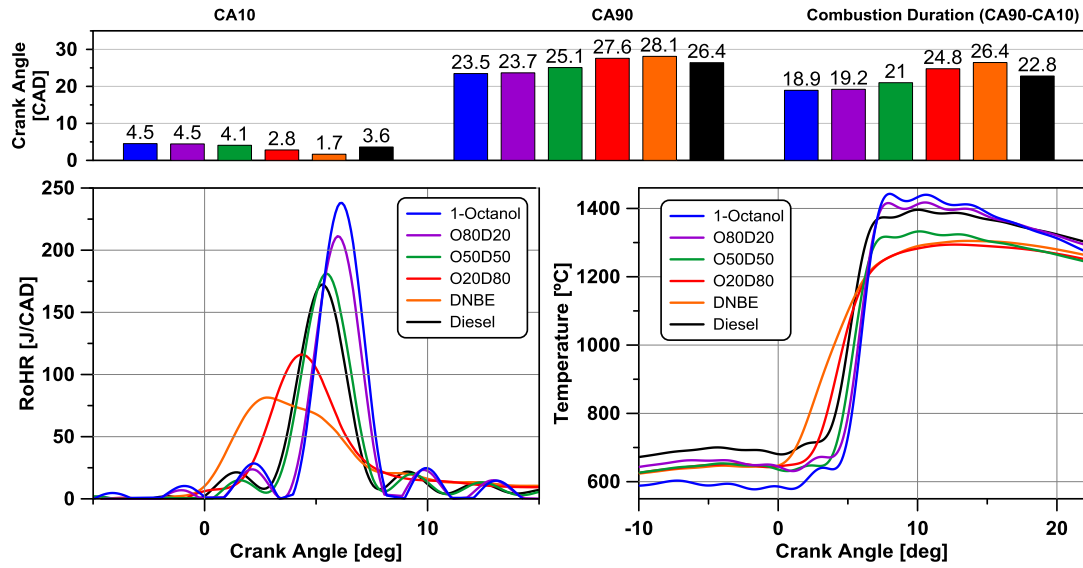 CA10 CA90 Combustion Duration (CA90-CA10)
Crank Angle
[CAD]
30
20
10
0
4.5 4.5 4.1 2.8 1.7 3.6
23.5 23.7 25.1 27.6 28.1 26.4
18.9 19.2 21 24.8 26.4 22.8
RoHR [J/CAD]
250
200
150
100
50
0
0 10
Crank Angle [deg]
1-Octanol
O80D20
O50D50
O20D80
DNBE
Diesel
Temperature [ºC]
1400
1200
1000
800
600
-10 0 10 20
Crank Angle [deg]
1-Octanol
O80D20
O50D50
O20D80
DNBE
Diesel